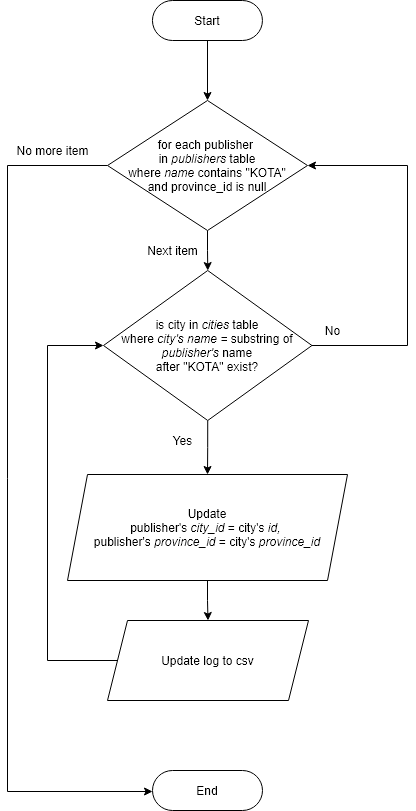 Start
for each publisher
in publishers table
where name contains "KOTA"
and province_id is null
No more item
Next item
is city in cities table
where city's name = substring of
publisher's name
after "KOTA" exist?
No
Yes
Update
publisher's city_id = city's id,
publisher's province_id = city's province_id
Update log to csv
End